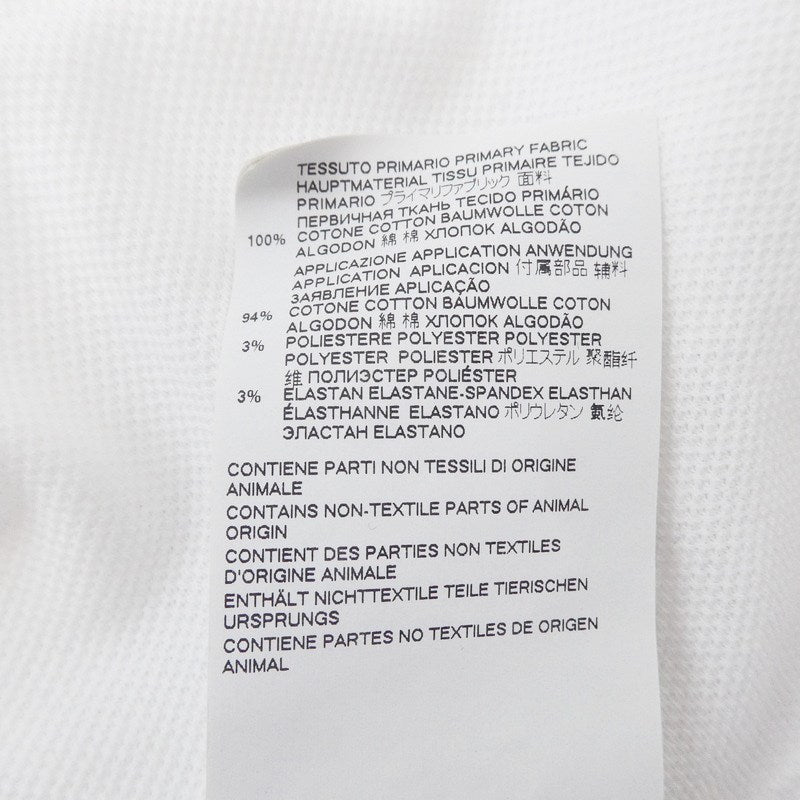 TESSUTO PRIMARIO PRIMARY FABRIC
HAUPTMATERIAL TISSU PRIMAIRE TEJIDO
PRIMARIO プライマリファブリック 面料
ПЕРВИЧНАЯ ТКАНЬ TECIDO PRIMÁRIO
100% COTONE COTTON BAUMWOLLE COTON
ALGODON 綿 棉 ХЛОПОК ALGODÃO
APPLICAZIONE APPLICATION ANWENDUNG
APPLICATION APLICACION 付属部品 辅料
ЗАЯВЛЕНИЕ APLICAÇÃO
94% COTONE COTTON BAUMWOLLE COTON
ALGODON 綿 棉 ХЛОПОК ALGODÃO
3% POLIESTERE POLYESTER POLYESTER
POLYESTER POLIESTER ポリエステル 聚酯纤
维 ПОЛИЭСТЕР POLIÉSTER
3% ELASTAN ELASTANE-SPANDEX ELASTHAN
ÉLASTHANNE ELASTANO ポリウレタン 氨纶
ЭЛАСТАН ELASTANO
CONTIENE PARTI NON TESSILI DI ORIGINE
ANIMALE
CONTAINS NON-TEXTILE PARTS OF ANIMAL
ORIGIN
CONTIENT DES PARTIES NON TEXTILES
D'ORIGINE ANIMALE
ENTHÄLT NICHTTEXTILE TEILE TIERISCHEN
URSPRUNGS
CONTIENE PARTES NO TEXTILES DE ORIGEN
ANIMAL